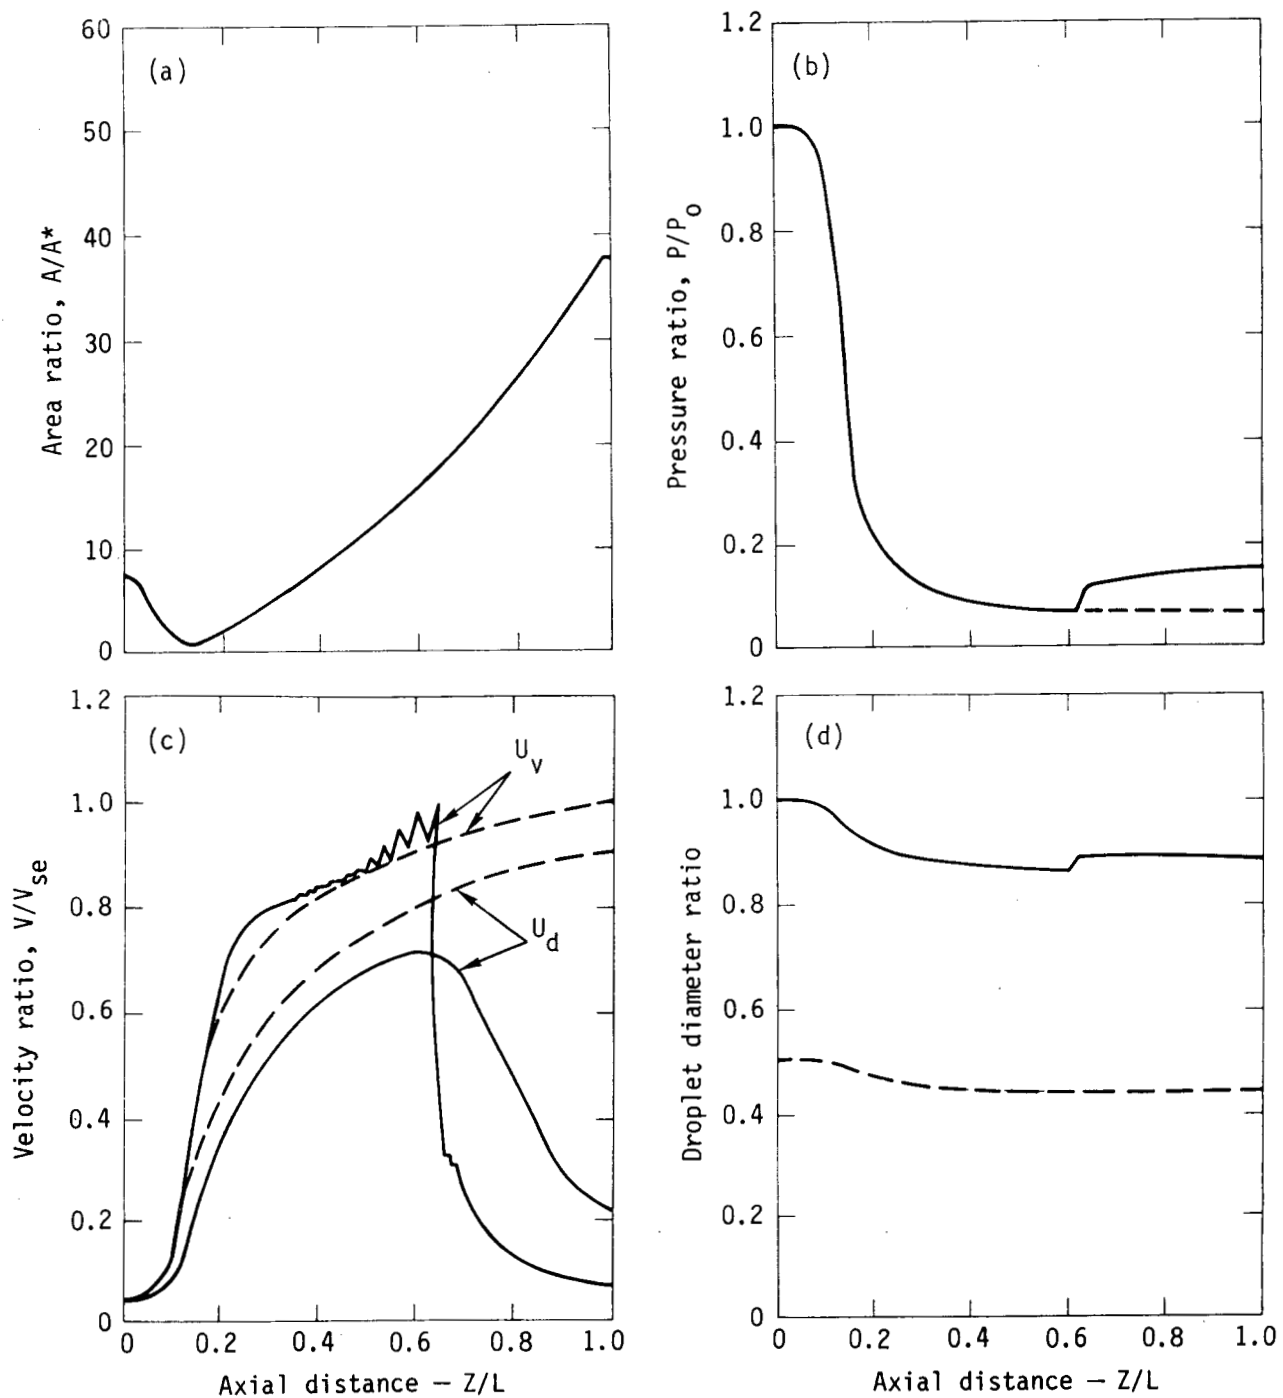 (a)
Area ratio, A/A*
60
50
40
30
20
10
0
(b)
Pressure ratio, P/P₀
1.2
1.0
0.8
0.6
0.4
0.2
0
(c)
Velocity ratio, V/Vse
1.2
1.0
0.8
0.6
0.4
0.2
0
Uv
Ud
0 0.2 0.4 0.6 0.8 1.0
Axial distance — Z/L
(d)
Droplet diameter ratio
1.2
1.0
0.8
0.6
0.4
0.2
0
0 0.2 0.4 0.6 0.8 1.0
Axial distance — Z/L